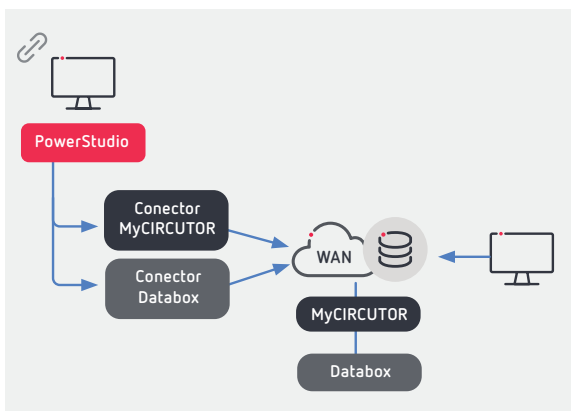 PowerStudio
Conector
MyCIRCUTOR
Conector
Databox
WAN
MyCIRCUTOR
Databox